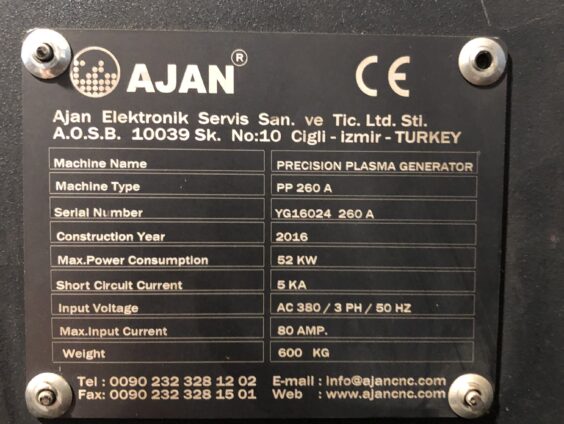 AJAN ® CE
Ajan Elektronik Servis San. ve Tic. Ltd. Sti.
A.O.S.B. 10039 Sk. No:10 Cigli - izmir - TURKEY
Machine Name PRECISION PLASMA GENERATOR
Machine Type PP 260 A
Serial Number YG16024 260 A
Construction Year 2016
Max.Power Consumption 52 KW
Short Circuit Current 5 KA
Input Voltage AC 380 / 3 PH / 50 HZ
Max.Input Current 80 AMP.
Weight 600 KG
Tel : 0090 232 328 12 02 E-mail : info@ajancnc.com
Fax: 0090 232 328 15 01 Web : www.ajancnc.com